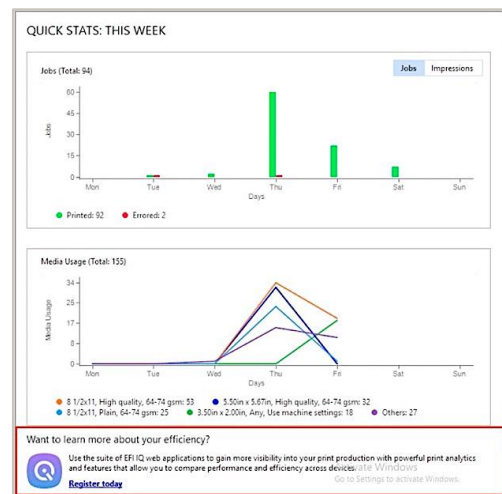 QUICK STATS: THIS WEEK
Jobs (Total: 94)
Jobs Impressions
60
45
30
15
0
Jobs
Mon Tue Wed Thu Fri Sat Sun
Days
Printed: 92 Errored: 2
Media Usage (Total: 155)
34
26
17
8
0
Media Usage
Mon Tue Wed Thu Fri Sat Sun
Days
8 1/2x11, High quality, 64-74 gsm: 53 5.50in x 5.67in, High quality, 64-74 gsm: 32
8 1/2x11, Plain, 64-74 gsm: 25 3.50in x 2.00in, Any, Use machine settings: 18 Others: 27
Want to learn more about your efficiency?
Use the suite of EFI IQ web applications to gain more visibility into your print production with powerful print analytics
and features that allow you to compare performance and efficiency across devices.
Activate Windows
Go to Settings to activate Windows.
Register today